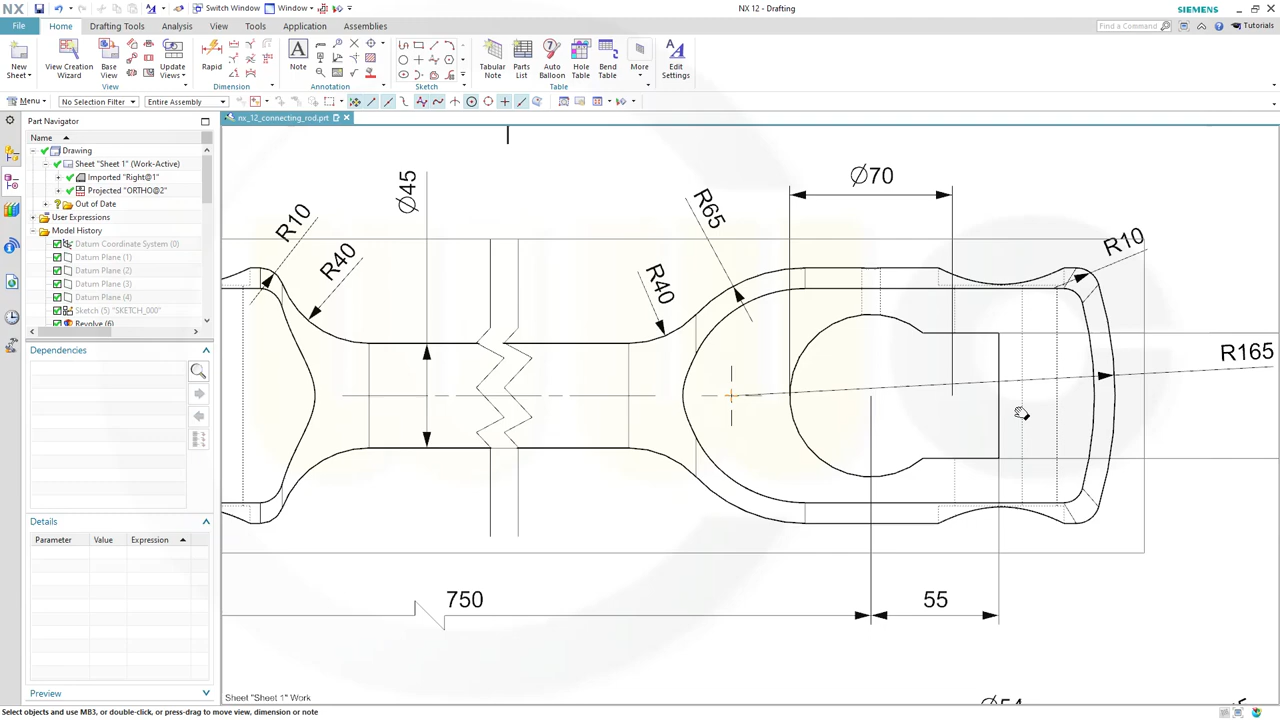 NX
Switch Window
Window
NX 12 - Drafting
SIEMENS
File
Home
Drafting Tools
Analysis
View
Tools
Application
Assemblies
Find a Command
Tutorials
New Sheet
View Creation Wizard
Base View
Update Views
View
Rapid
Dimension
Note
Annotation
Sketch
Tabular Note
Parts List
Auto Balloon
Hole Table
Bend Table
More
Table
Edit Settings
Menu
No Selection Filter
Entire Assembly
Part Navigator
nx_12_connecting_rod.prt
Name
Drawing
Sheet "Sheet 1" (Work-Active)
Imported "Right@1"
Projected "ORTHO@2"
Out of Date
User Expressions
Model History
Datum Coordinate System (0)
Datum Plane (1)
Datum Plane (2)
Datum Plane (3)
Datum Plane (4)
Sketch (5) "SKETCH_000"
Revolve (6)
Dependencies
Details
Parameter
Value
Expression
Preview
R10
R40
Ø45
R40
R65
Ø70
R10
R165
750
55
Ø54
Sheet "Sheet 1" Work
Select objects and use MB3, or double-click, or press-drag to move view, dimension or note